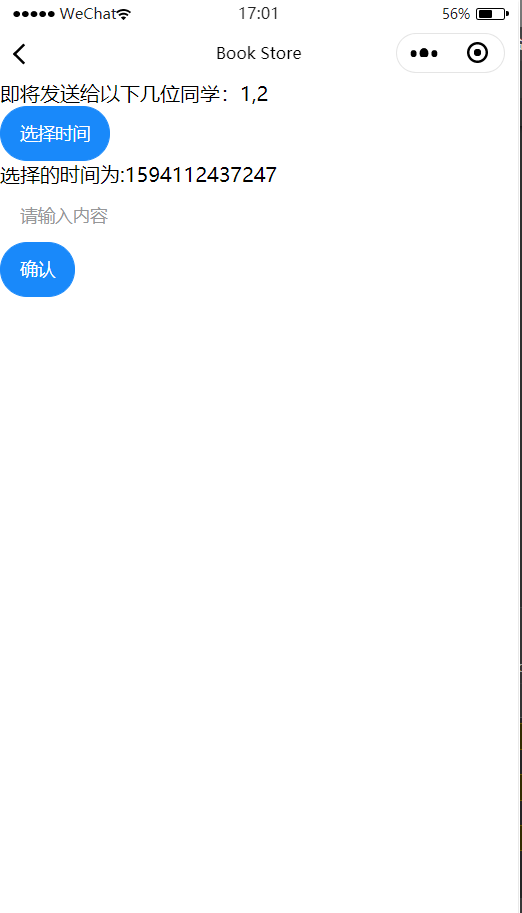 WeChat 17:01 56%
Book Store
即将发送给以下几位同学：1,2
选择时间
选择的时间为:1594112437247
请输入内容
确认